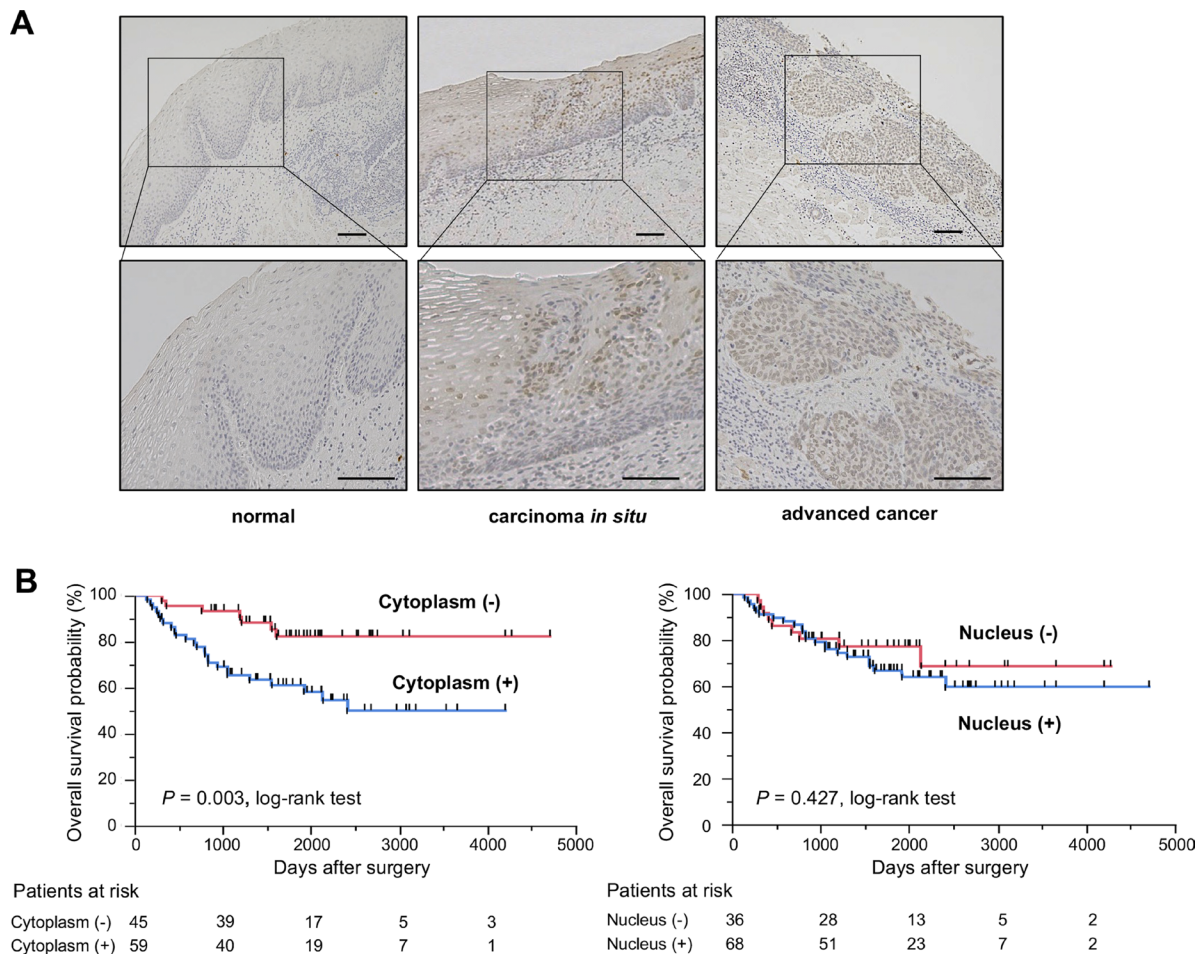 A
normal
carcinoma in situ
advanced cancer
B
Overall survival probability (%)
100
80
60
40
20
0
Cytoplasm (-)
Cytoplasm (+)
P = 0.003, log-rank test
0 1000 2000 3000 4000 5000
Days after surgery
Patients at risk
Cytoplasm (-) 45 39 17 5 3
Cytoplasm (+) 59 40 19 7 1
Overall survival probability (%)
100
80
60
40
20
0
Nucleus (-)
Nucleus (+)
P = 0.427, log-rank test
0 1000 2000 3000 4000 5000
Days after surgery
Patients at risk
Nucleus (-) 36 28 13 5 2
Nucleus (+) 68 51 23 7 2